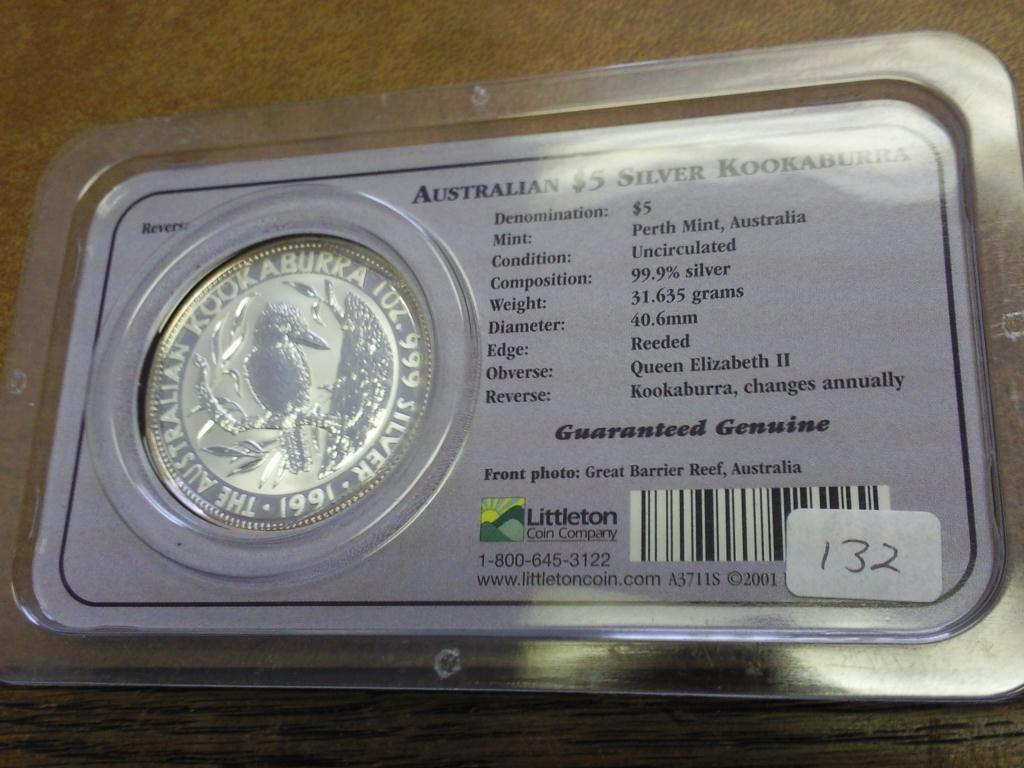 AUSTRALIAN $5 SILVER KOOKABURRA
Denomination: $5
Mint: Perth Mint, Australia
Condition: Uncirculated
Composition: 99.9% silver
Weight: 31.635 grams
Diameter: 40.6mm
Edge: Reeded
Obverse: Queen Elizabeth II
Reverse: Kookaburra, changes annually
Guaranteed Genuine
Front photo: Great Barrier Reef, Australia
Littleton
Coin Company
1-800-645-3122
www.littletoncoin.com A3711S ©2001
132
THE AUSTRALIAN KOOKABURRA 1 OZ. 999 SILVER · 1991 ·